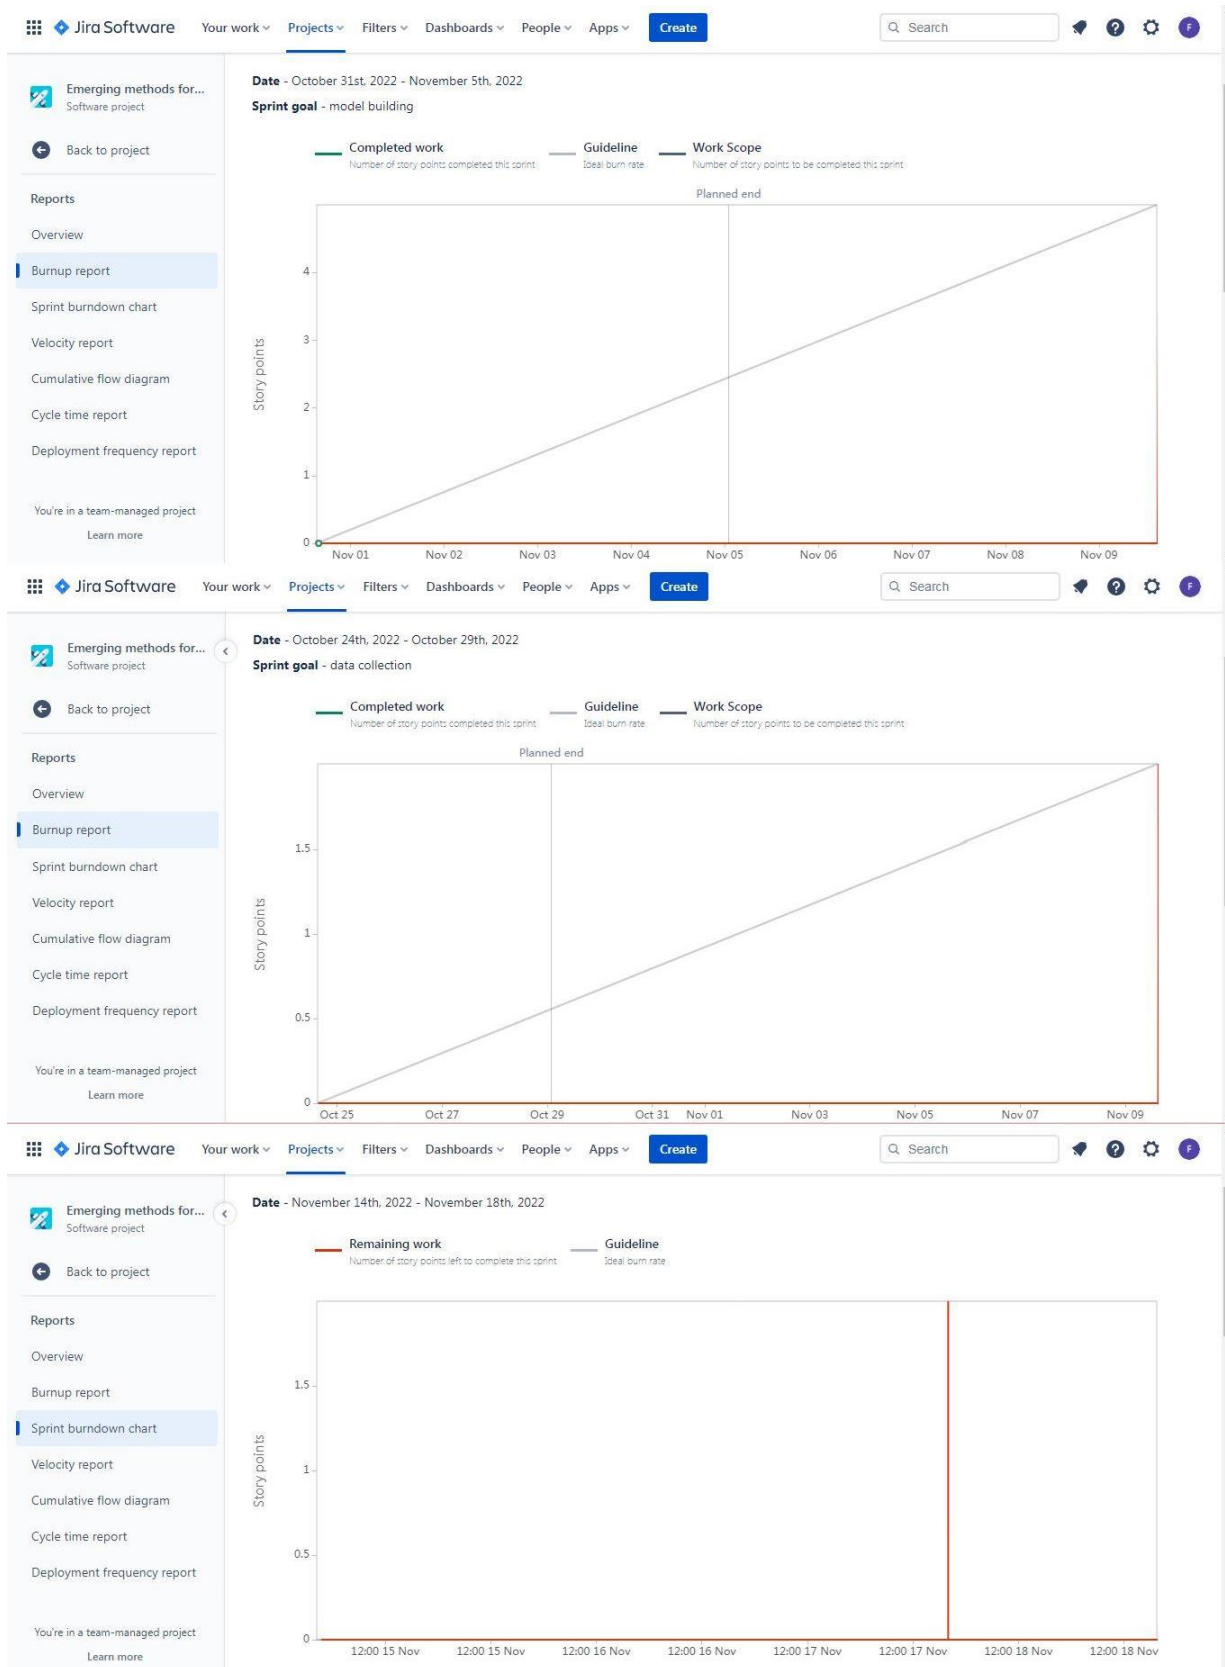 Jira Software Your work Projects Filters Dashboards People Apps Create Search F
Emerging methods for...
Software project
Back to project
Reports
Overview
Burnup report
Sprint burndown chart
Velocity report
Cumulative flow diagram
Cycle time report
Deployment frequency report
You're in a team-managed project
Learn more
Date - October 31st, 2022 - November 5th, 2022
Sprint goal - model building
Completed work Guideline Work Scope
Number of story points completed this sprint Ideal burn rate Number of story points to be completed this sprint
Planned end
Story points
4
3
2
1
0
Nov 01 Nov 02 Nov 03 Nov 04 Nov 05 Nov 06 Nov 07 Nov 08 Nov 09
Jira Software Your work Projects Filters Dashboards People Apps Create Search F
Emerging methods for...
Software project
Back to project
Reports
Overview
Burnup report
Sprint burndown chart
Velocity report
Cumulative flow diagram
Cycle time report
Deployment frequency report
You're in a team-managed project
Learn more
Date - October 24th, 2022 - October 29th, 2022
Sprint goal - data collection
Completed work Guideline Work Scope
Number of story points completed this sprint Ideal burn rate Number of story points to be completed this sprint
Planned end
Story points
1.5
1
0.5
0
Oct 25 Oct 27 Oct 29 Oct 31 Nov 01 Nov 03 Nov 05 Nov 07 Nov 09
Jira Software Your work Projects Filters Dashboards People Apps Create Search F
Emerging methods for...
Software project
Back to project
Reports
Overview
Burnup report
Sprint burndown chart
Velocity report
Cumulative flow diagram
Cycle time report
Deployment frequency report
You're in a team-managed project
Learn more
Date - November 14th, 2022 - November 18th, 2022
Remaining work Guideline
Number of story points left to complete this sprint Ideal burn rate
Story points
1.5
1
0.5
0
12:00 15 Nov 12:00 15 Nov 12:00 16 Nov 12:00 16 Nov 12:00 17 Nov 12:00 17 Nov 12:00 18 Nov 12:00 18 Nov